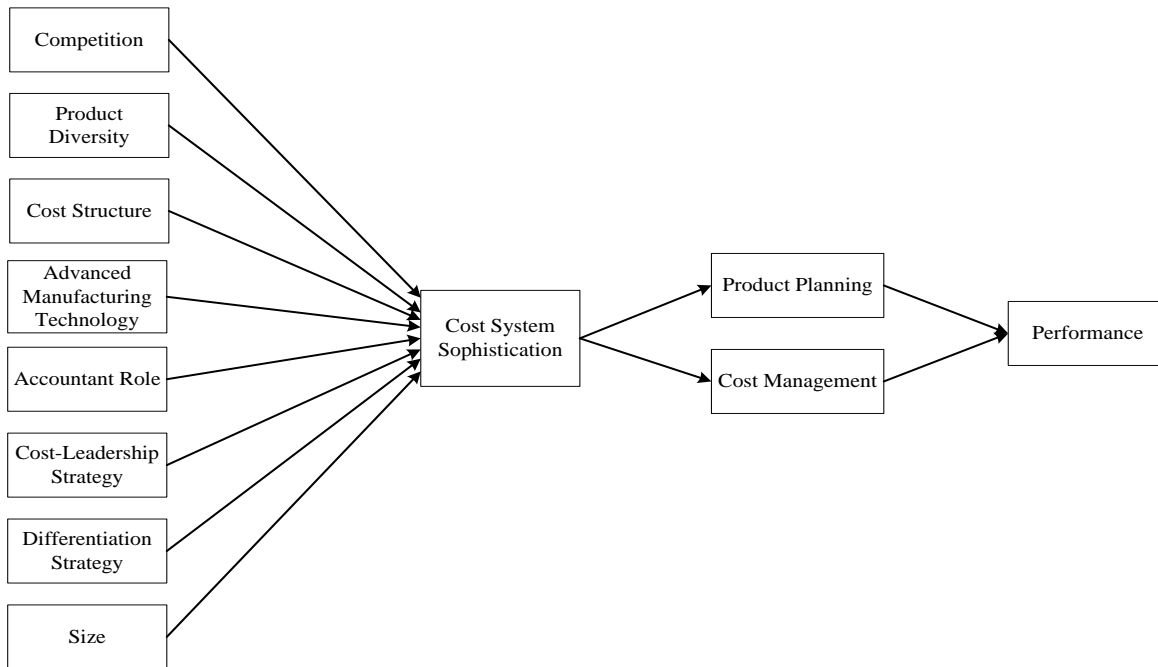 Competition
Product
Diversity
Cost Structure
Advanced
Manufacturing
Technology
Accountant Role
Cost-Leadership
Strategy
Differentiation
Strategy
Size
Cost System
Sophistication
Product Planning
Cost Management
Performance